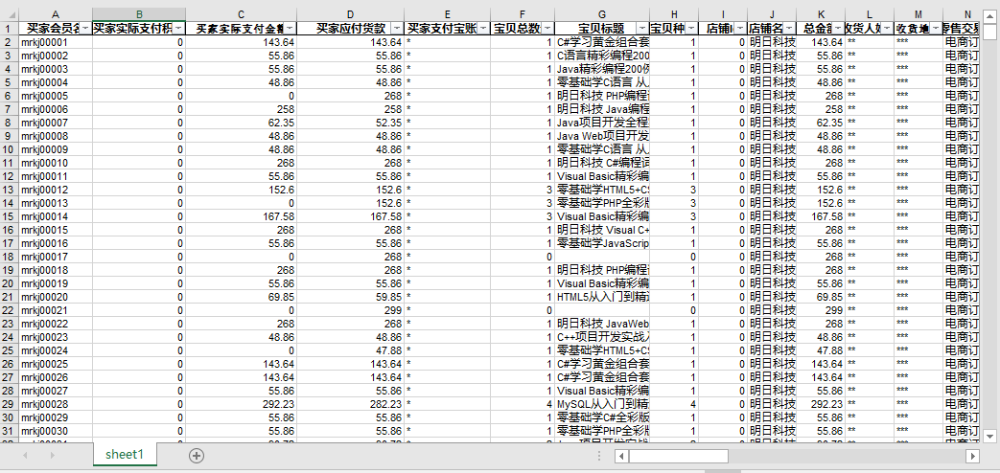 A B C D E F G H I J K L M N
1 买家会员名 买家实际支付积 买家实际支付金额 买家应付货款 买家支付宝账 宝贝总数 宝贝标题 宝贝种 店铺I 店铺名 总金额 收货人姓 收货地 零售交易
2 mrkj00001 0 143.64 143.64 * 1 C#学习黄金组合套 1 0 明日科技 143.64 ** *** 电商订
3 mrkj00002 0 55.86 55.86 * 1 C语言精彩编程200 1 0 明日科技 55.86 ** *** 电商订
4 mrkj00003 0 55.86 55.86 * 1 Java精彩编程200例 1 0 明日科技 55.86 ** *** 电商订
5 mrkj00004 0 48.86 48.86 * 1 零基础学C语言 从 1 0 明日科技 48.86 ** *** 电商订
6 mrkj00005 0 0 268 * 1 明日科技 PHP编程 1 0 明日科技 268 ** *** 电商订
7 mrkj00006 0 258 258 * 1 明日科技 Java编程 1 0 明日科技 258 ** *** 电商订
8 mrkj00007 0 62.35 52.35 * 1 Java项目开发全程 1 0 明日科技 62.35 ** *** 电商订
9 mrkj00008 0 48.86 48.86 * 1 Java Web项目开发 1 0 明日科技 48.86 ** *** 电商订
10 mrkj00009 0 48.86 48.86 * 1 零基础学C语言 从 1 0 明日科技 48.86 ** *** 电商订
11 mrkj00010 0 268 268 * 1 明日科技 C#编程词 1 0 明日科技 268 ** *** 电商订
12 mrkj00011 0 55.86 55.86 * 1 Visual Basic精彩编 1 0 明日科技 55.86 ** *** 电商订
13 mrkj00012 0 152.6 152.6 * 3 零基础学HTML5+CS 3 0 明日科技 152.6 ** *** 电商订
14 mrkj00013 0 0 152.6 * 3 零基础学PHP全彩版 3 0 明日科技 152.6 ** *** 电商订
15 mrkj00014 0 167.58 167.58 * 3 Visual Basic精彩编 3 0 明日科技 167.58 ** *** 电商订
16 mrkj00015 0 268 268 * 1 明日科技 Visual C+ 1 0 明日科技 268 ** *** 电商订
17 mrkj00016 0 55.86 55.86 * 1 零基础学JavaScrip 1 0 明日科技 55.86 ** *** 电商订
18 mrkj00017 0 0 268 * 0 0 0 明日科技 268 ** *** 电商订
19 mrkj00018 0 268 268 * 1 明日科技 PHP编程 1 0 明日科技 268 ** *** 电商订
20 mrkj00019 0 55.86 55.86 * 1 Visual Basic精彩编 1 0 明日科技 55.86 ** *** 电商订
21 mrkj00020 0 69.85 59.85 * 1 HTML5从入门到精通 1 0 明日科技 69.85 ** *** 电商订
22 mrkj00021 0 0 299 * 0 0 0 明日科技 299 ** *** 电商订
23 mrkj00022 0 268 268 * 1 明日科技 JavaWeb 1 0 明日科技 268 ** *** 电商订
24 mrkj00023 0 48.86 48.86 * 1 C++项目开发实战入 1 0 明日科技 48.86 ** *** 电商订
25 mrkj00024 0 0 47.88 * 1 零基础学HTML5+CS 1 0 明日科技 47.88 ** *** 电商订
26 mrkj00025 0 143.64 143.64 * 1 C#学习黄金组合套 1 0 明日科技 143.64 ** *** 电商订
27 mrkj00026 0 143.64 143.64 * 1 C#学习黄金组合套 1 0 明日科技 143.64 ** *** 电商订
28 mrkj00027 0 55.86 55.86 * 1 Visual Basic精彩编 1 0 明日科技 55.86 ** *** 电商订
29 mrkj00028 0 292.23 282.23 * 4 MySQL从入门到精 4 0 明日科技 292.23 ** *** 电商订
30 mrkj00029 0 55.86 55.86 * 1 零基础学C#全彩版 1 0 明日科技 55.86 ** *** 电商订
31 mrkj00030 0 55.86 55.86 * 1 零基础学PHP全彩版 1 0 明日科技 55.86 ** *** 电商订
sheet1